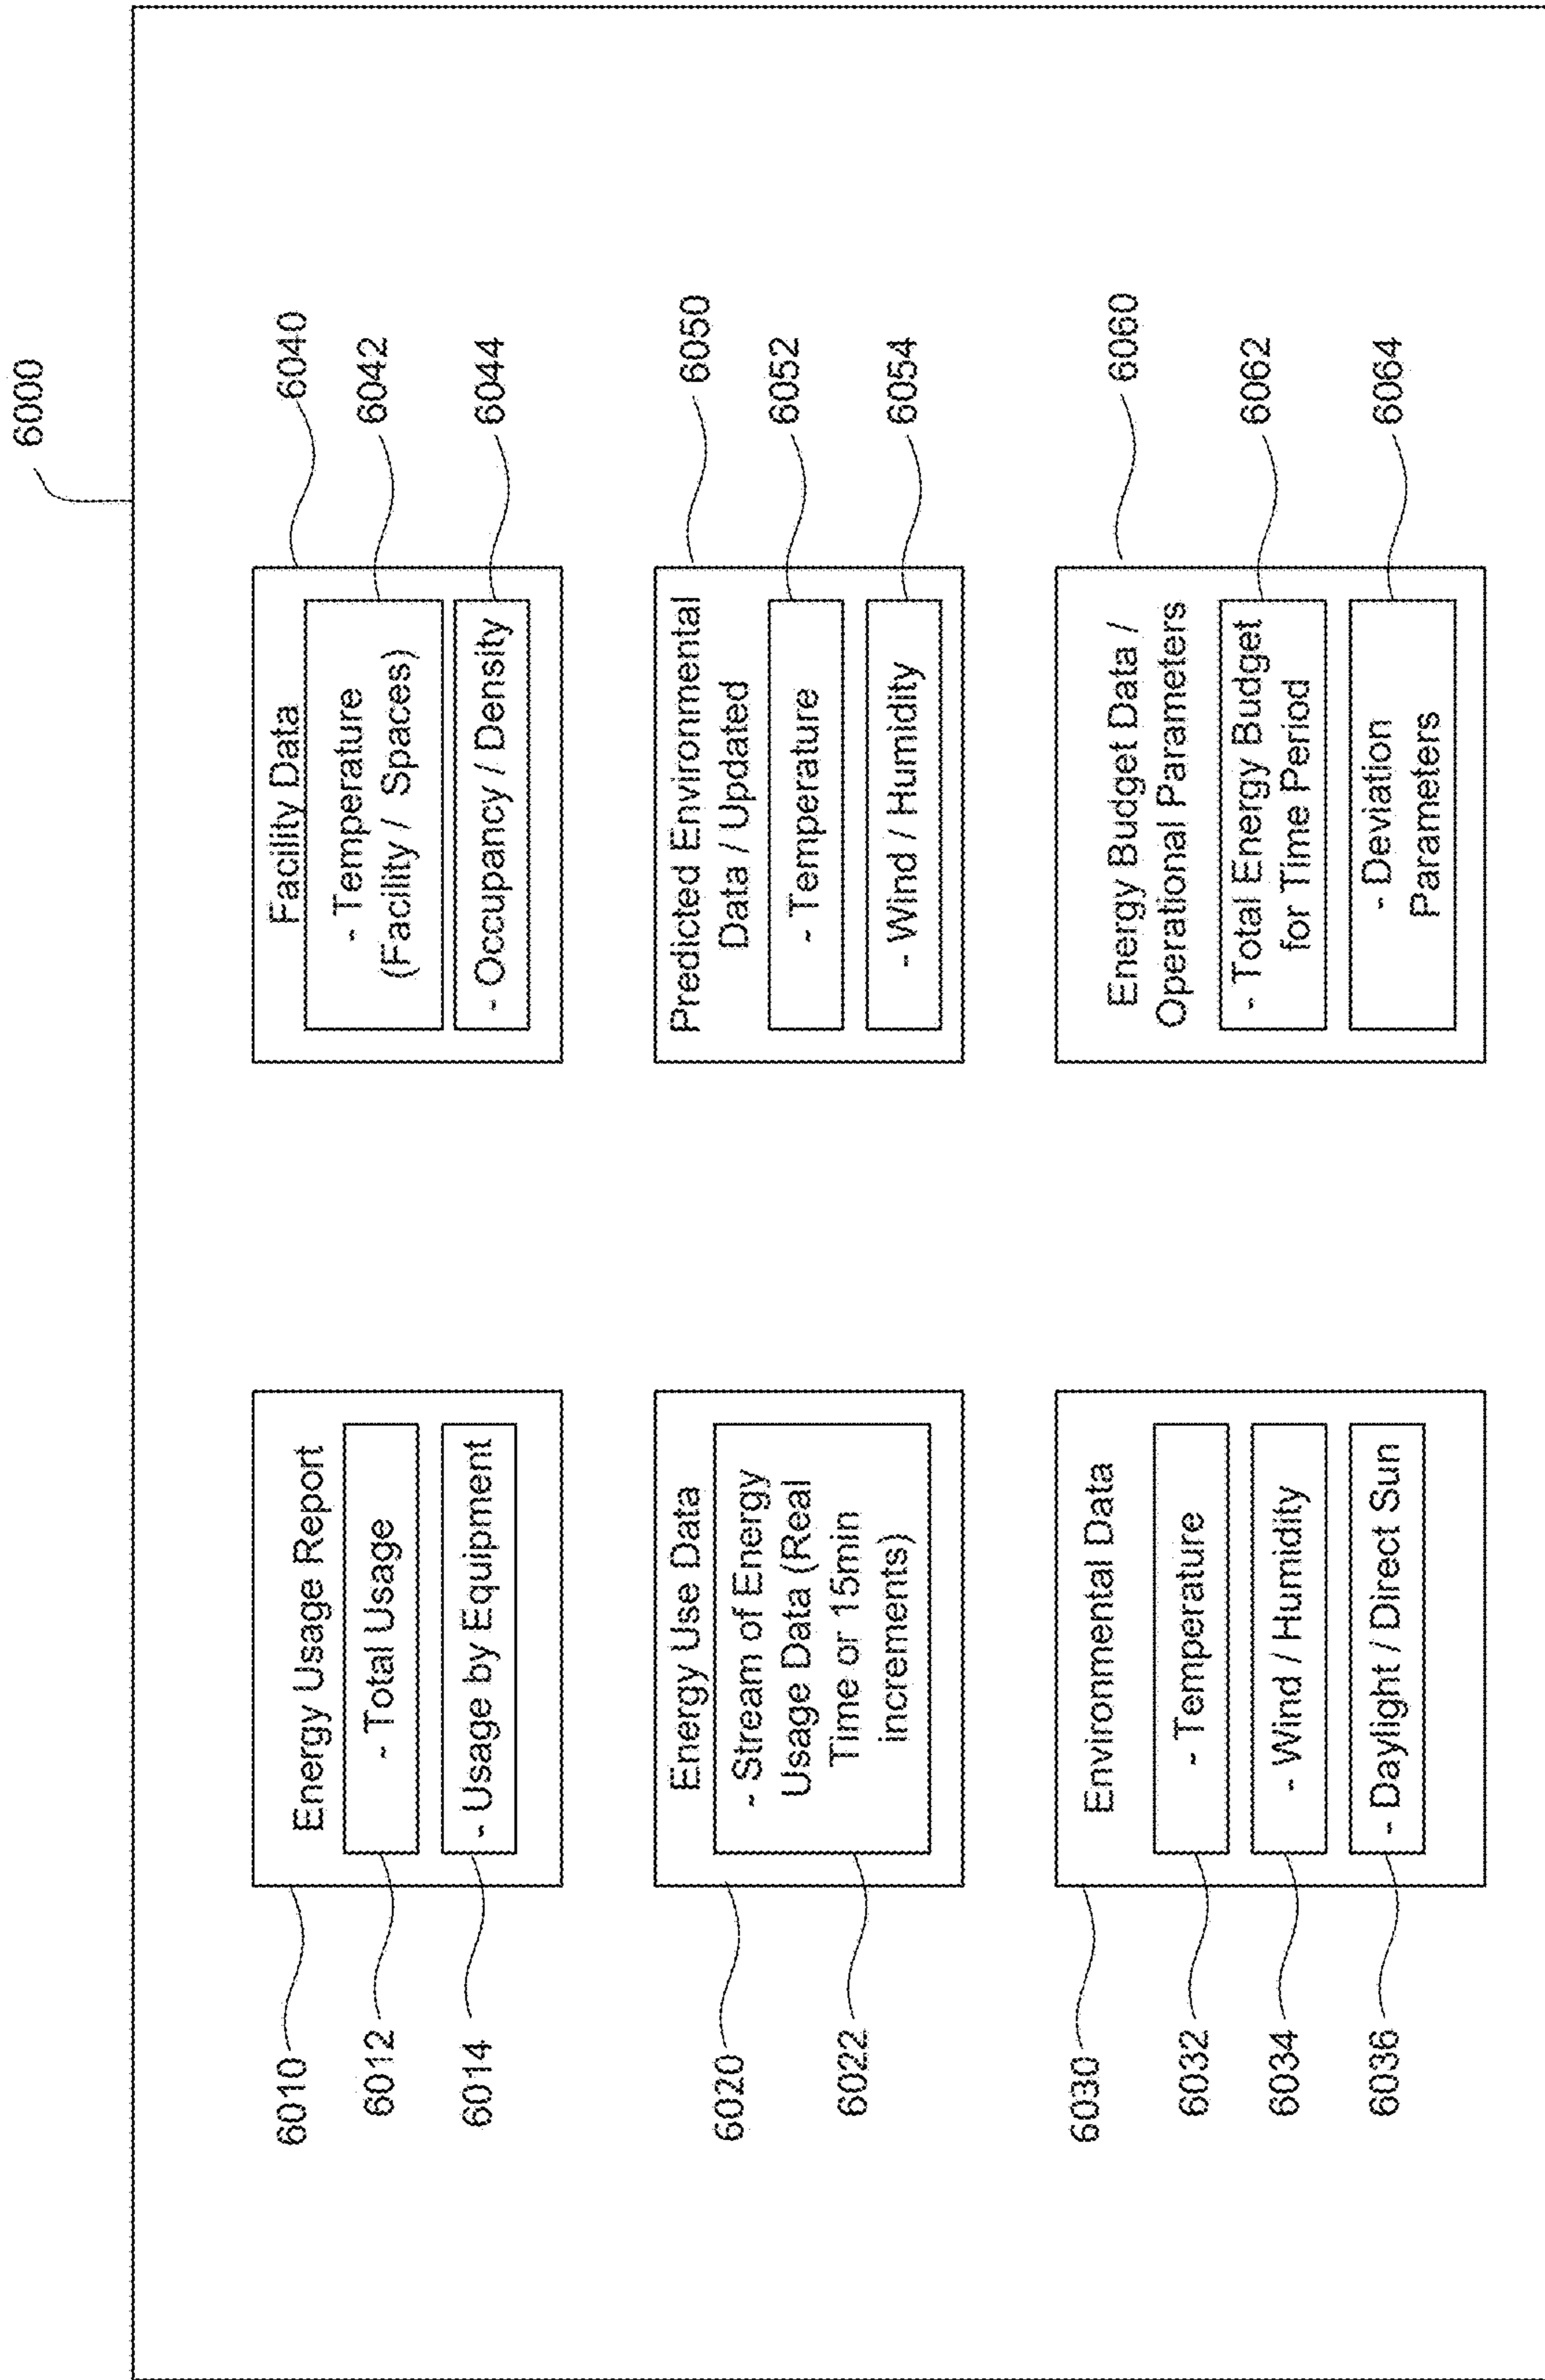 6000
6010
Energy Usage Report
6012
- Total Usage
6014
- Usage by Equipment
6020
Energy Use Data
- Stream of Energy
Usage Data (Real
Time or 15min
increments)
6022
6030
Environmental Data
6032
- Temperature
6034
- Wind / Humidity
6036
- Daylight / Direct Sun
Facility Data
6040
- Temperature
(Facility / Spaces)
6042
- Occupancy / Density
6044
Predicted Environmental
Data / Updated
6050
- Temperature
6052
- Wind / Humidity
6054
Energy Budget Data /
Operational Parameters
6060
- Total Energy Budget
for Time Period
6062
- Deviation
Parameters
6064